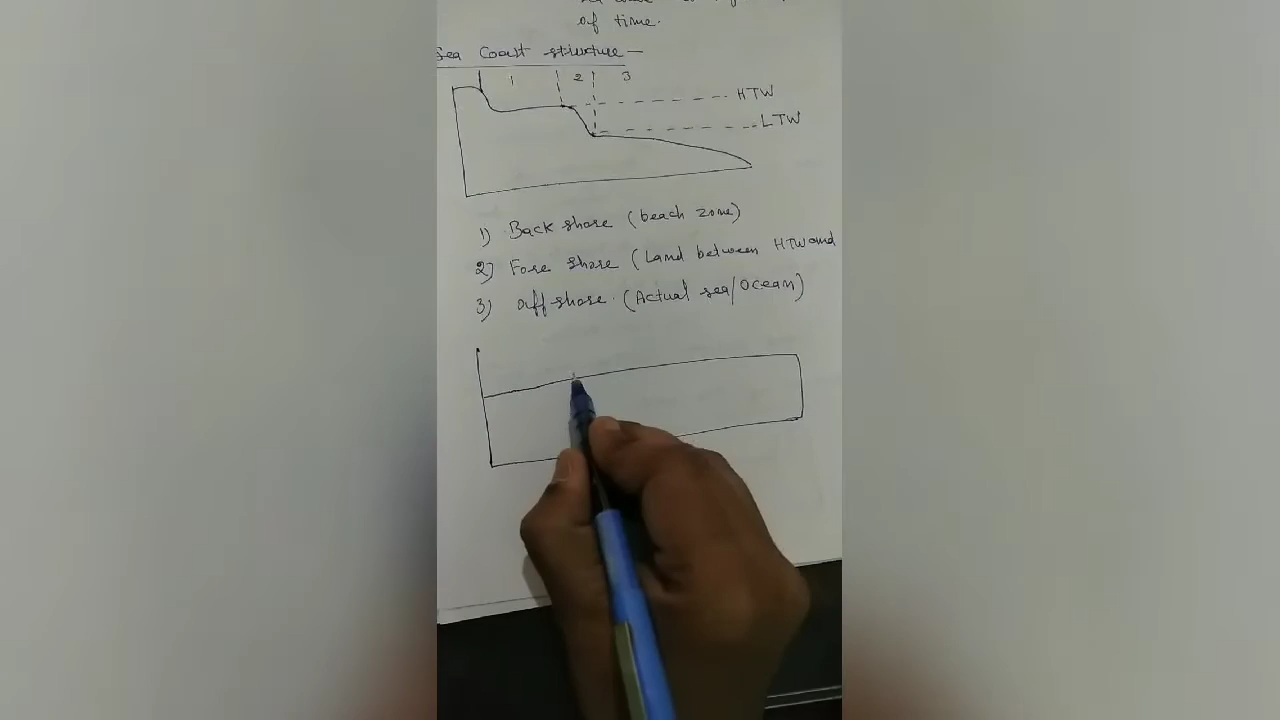 of time.
Sea Coast structure —
1 2 3
HTW
LTW
1) Back shore (beach zone)
2) Fore shore (Land between HTW and
3) Off shore. (Actual sea/Ocean)